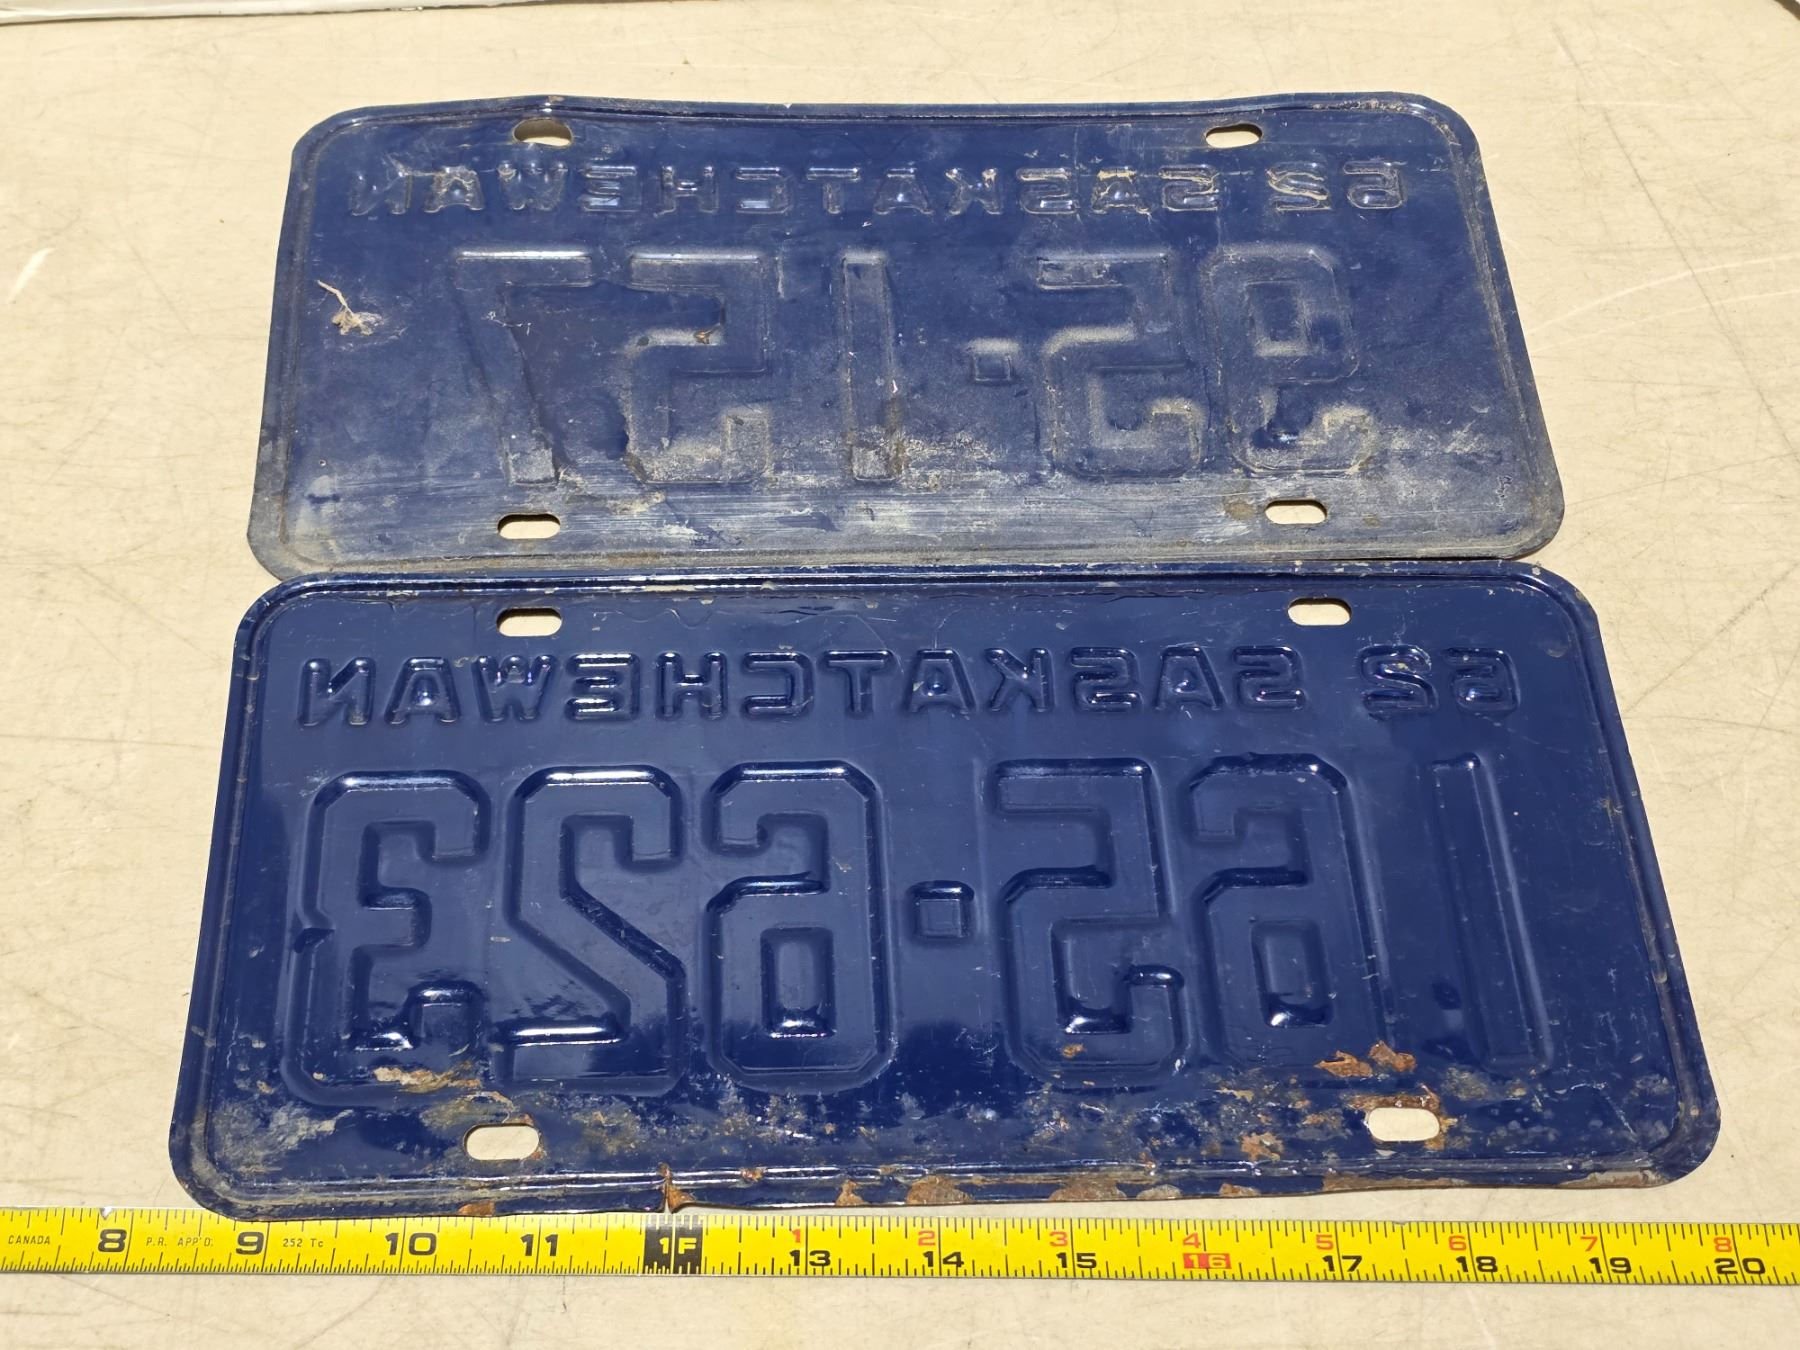 62 SASKATCHEWAN
95-157
62 SASKATCHEWAN
165-623
1 2 3 4 5 6 7 8
CANADA 8 P.R. APP'D. 9 252 Tc 10 11 1F 13 14 15 16 17 18 19 20